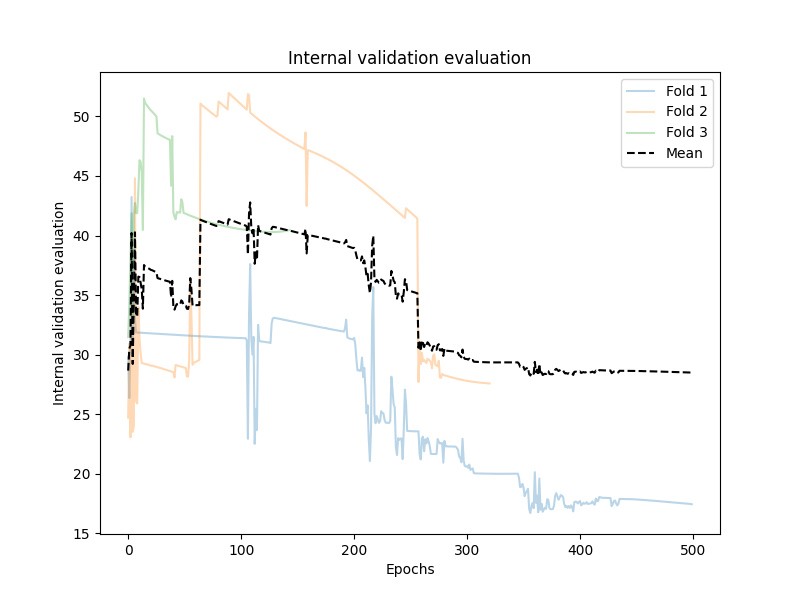 Internal validation evaluation
Fold 1
Fold 2
Fold 3
Mean
Internal validation evaluation
50
45
40
35
30
25
20
15
0 100 200 300 400 500
Epochs